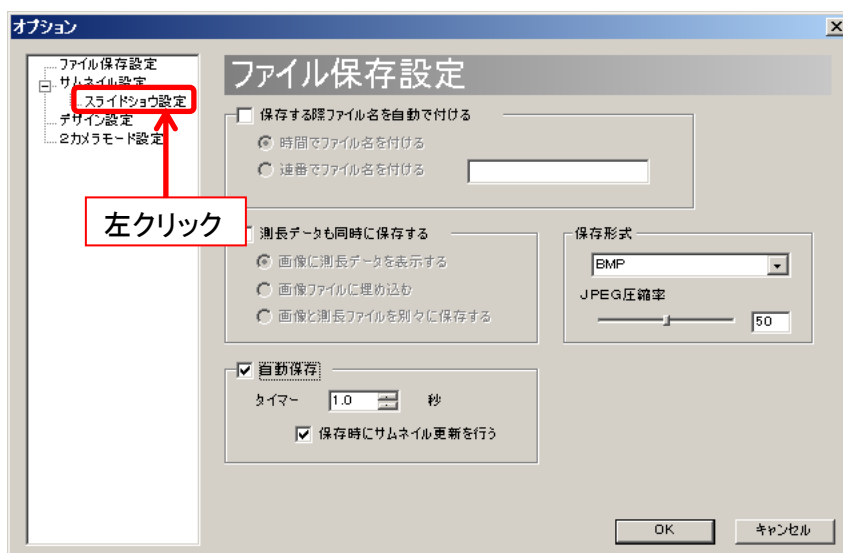 オプション
ファイル保存設定
サムネイル設定
スライドショウ設定
デザイン設定
2カメラモード設定
左クリック
ファイル保存設定
保存する際ファイル名を自動で付ける
時間でファイル名を付ける
連番でファイル名を付ける
測長データも同時に保存する
画像に測長データを表示する
画像ファイルに埋め込む
画像と測長ファイルを別々に保存する
保存形式
BMP
JPEG圧縮率
50
自動保存
タイマー 1.0 秒
保存時にサムネイル更新を行う
OK キャンセル